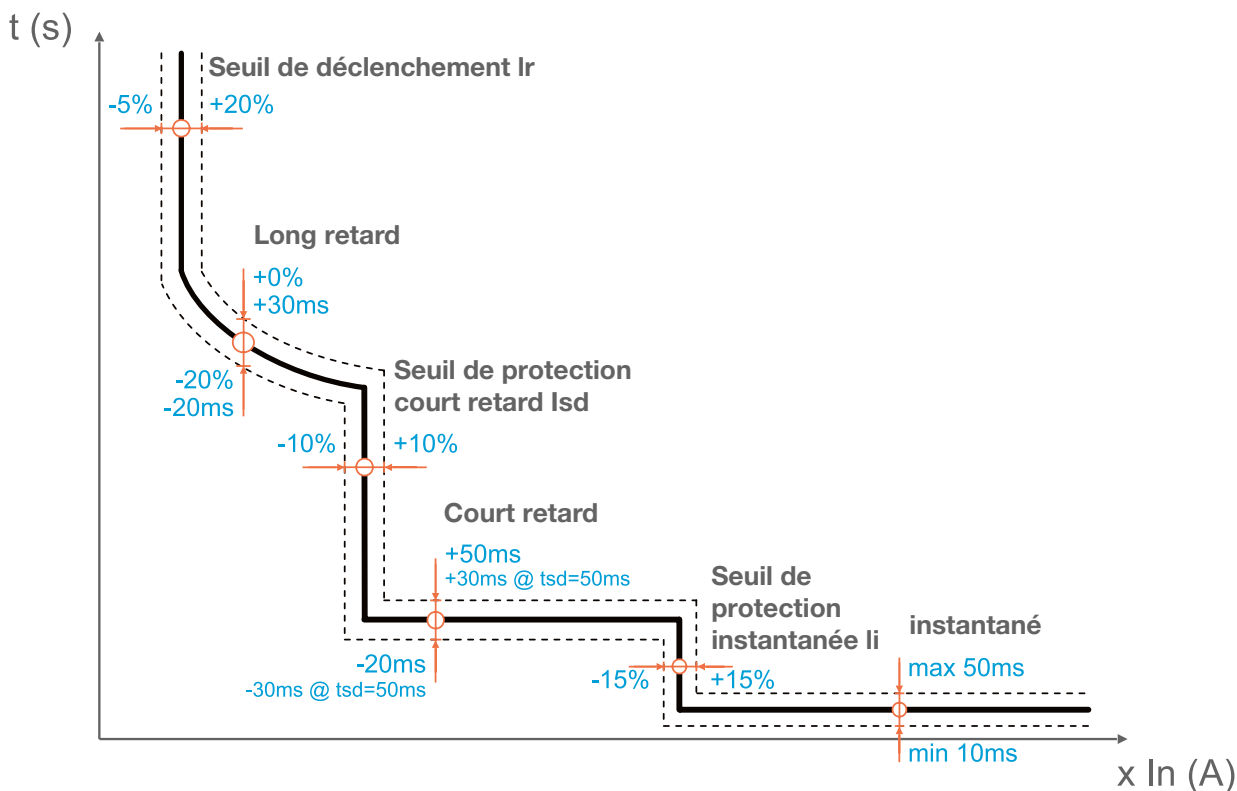 t (s)
Seuil de déclenchement Ir
-5%
+20%
Long retard
+0%
+30ms
-20%
-20ms
Seuil de protection
court retard Isd
-10%
+10%
Court retard
+50ms
+30ms @ tsd=50ms
-20ms
-30ms @ tsd=50ms
Seuil de
protection
instantanée Ii
-15%
+15%
instantané
max 50ms
min 10ms
x In (A)